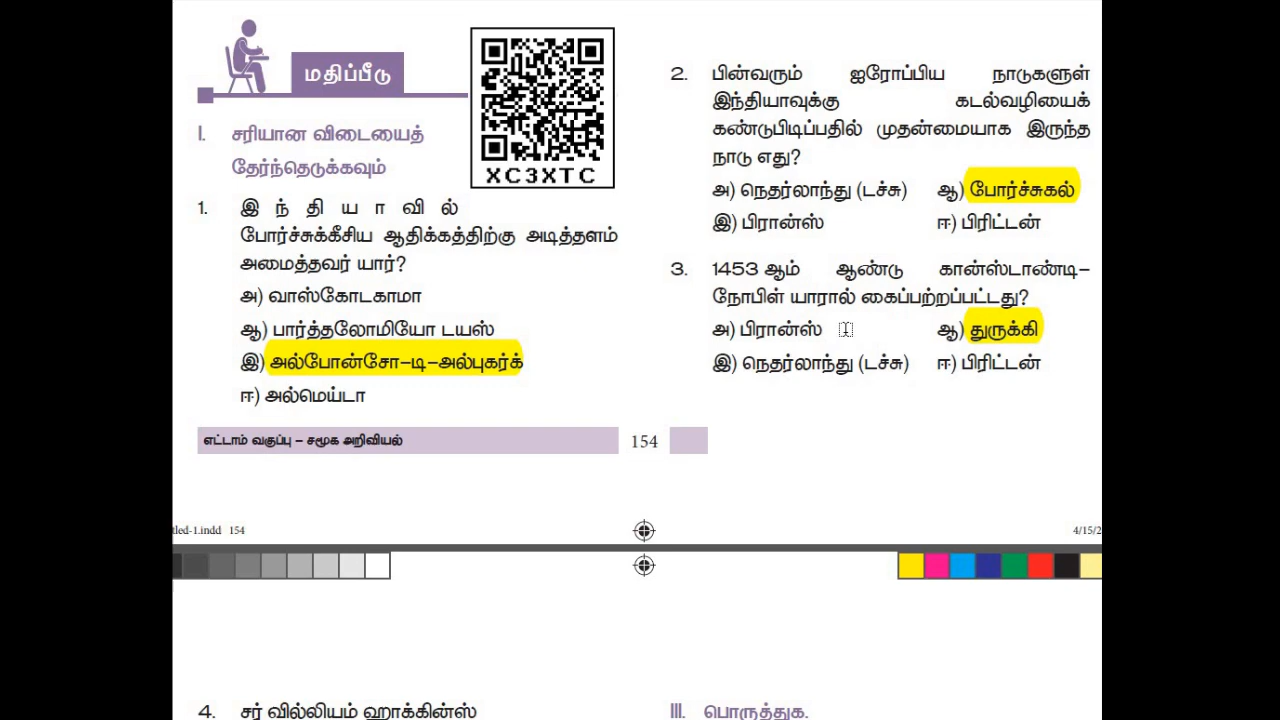 மதிப்பீடு
XC3XTC
I. சரியான விடையைத்
தேர்ந்தெடுக்கவும்
1. இ ந் தி யா வி ல்
போர்ச்சுக்கீசிய ஆதிக்கத்திற்கு அடித்தளம்
அமைத்தவர் யார்?
அ) வாஸ்கோடகாமா
ஆ) பார்த்தலோமியோ டயஸ்
இ) அல்போன்சோ-டி-அல்புகர்க்
ஈ) அல்மெய்டா
2. பின்வரும் ஐரோப்பிய நாடுகளுள்
இந்தியாவுக்கு கடல்வழியைக்
கண்டுபிடிப்பதில் முதன்மையாக இருந்த
நாடு எது?
அ) நெதர்லாந்து (டச்சு) ஆ) போர்ச்சுகல்
இ) பிரான்ஸ் ஈ) பிரிட்டன்
3. 1453 ஆம் ஆண்டு கான்ஸ்டாண்டி-
நோபிள் யாரால் கைப்பற்றப்பட்டது?
அ) பிரான்ஸ் ஆ) துருக்கி
இ) நெதர்லாந்து (டச்சு) ஈ) பிரிட்டன்
எட்டாம் வகுப்பு – சமூக அறிவியல் 154
tled-1.indd 154 4/15/2
4. சர் வில்லியம் ஹாக்கின்ஸ்
III. பொருத்துக.